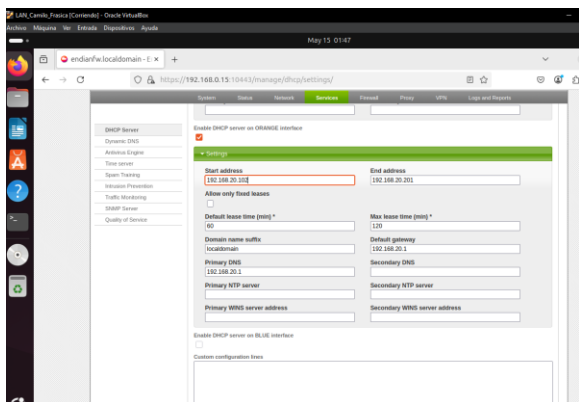 LAN_Camilo_Frasica [Corriendo] - Oracle VirtualBox
Archivo Máquina Ver Entrada Dispositivos Ayuda
May 15 01:47
endianfw.localdomain - E: ×
https://192.168.0.15:10443/manage/dhcp/settings/
System Status Network Services Firewall Proxy VPN Logs and Reports
DHCP Server
Dynamic DNS
Antivirus Engine
Time server
Spam Training
Intrusion Prevention
Traffic Monitoring
SNMP Server
Quality of Service
Enable DHCP server on ORANGE interface
Settings
Start address End address
192.168.20.102 192.168.20.201
Allow only fixed leases
Default lease time (min) * Max lease time (min) *
60 120
Domain name suffix Default gateway
localdomain 192.168.20.1
Primary DNS Secondary DNS
192.168.20.1
Primary NTP server Secondary NTP server
Primary WINS server address Secondary WINS server address
Enable DHCP server on BLUE interface
Custom configuration lines